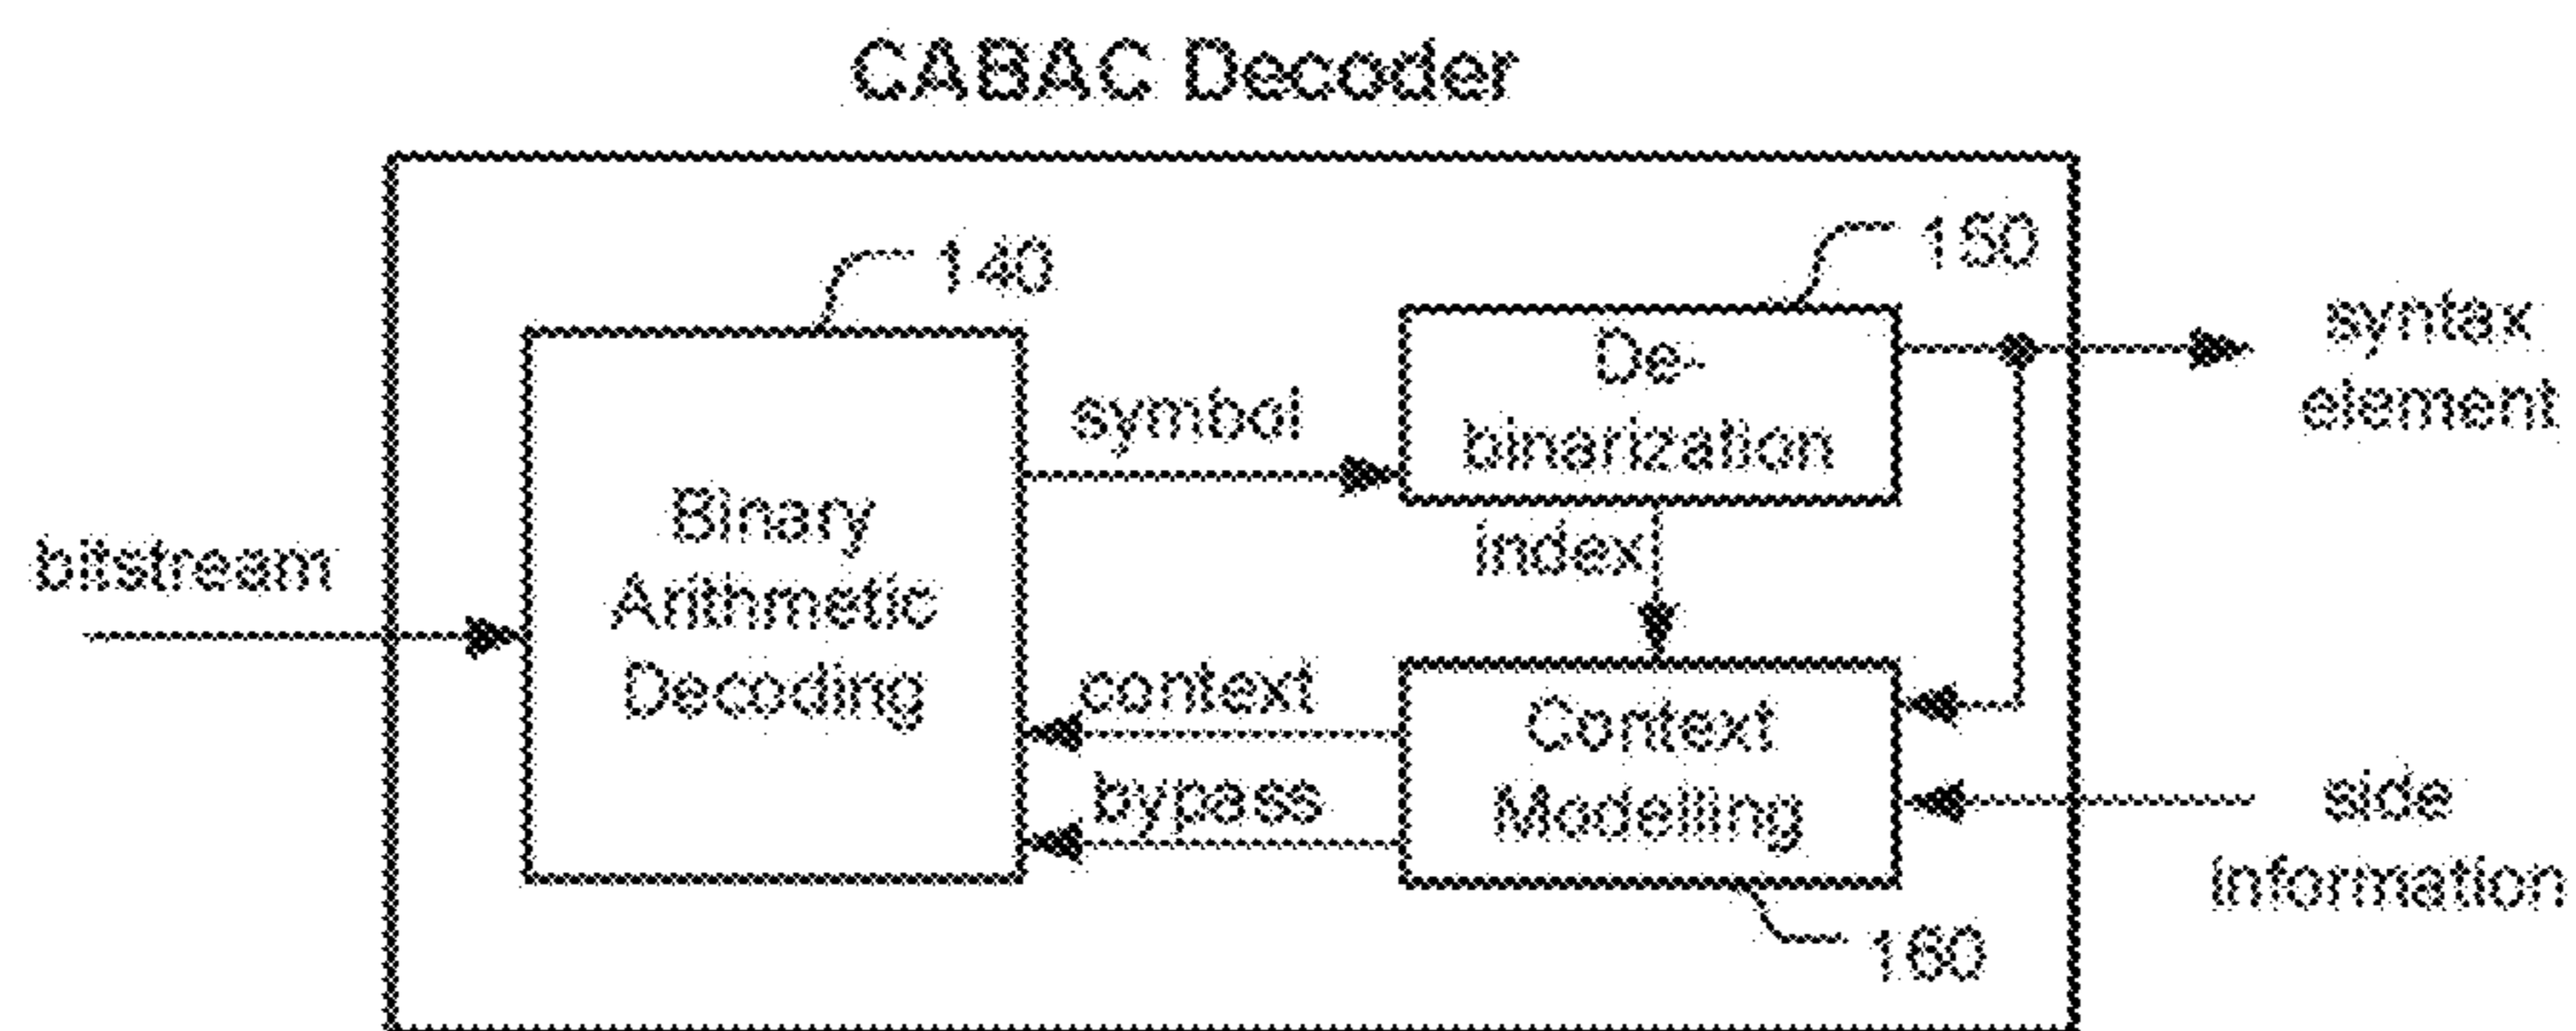 CABAC Decoder
140
150
De-
binarization
syntax
element
symbol
Binary
Arithmetic
Decoding
bitstream
index
context
bypass
Context
Modelling
side
information
160